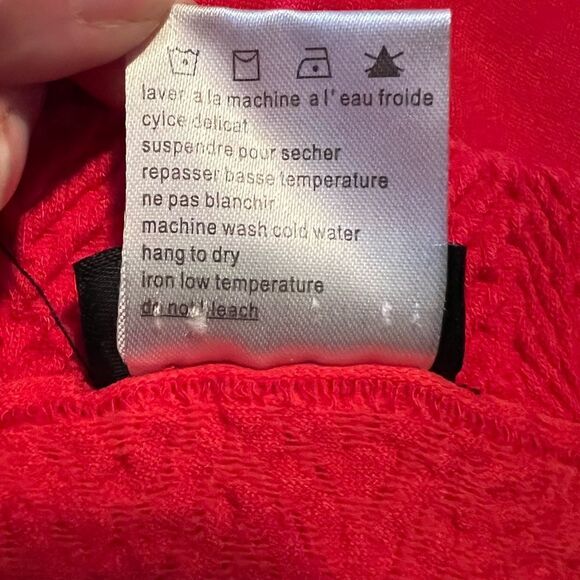 laver a la machine a l' eau froide
cylce delicat
suspendre pour secher
repasser basse temperature
ne pas blanchir
machine wash cold water
hang to dry
iron low temperature
do not bleach